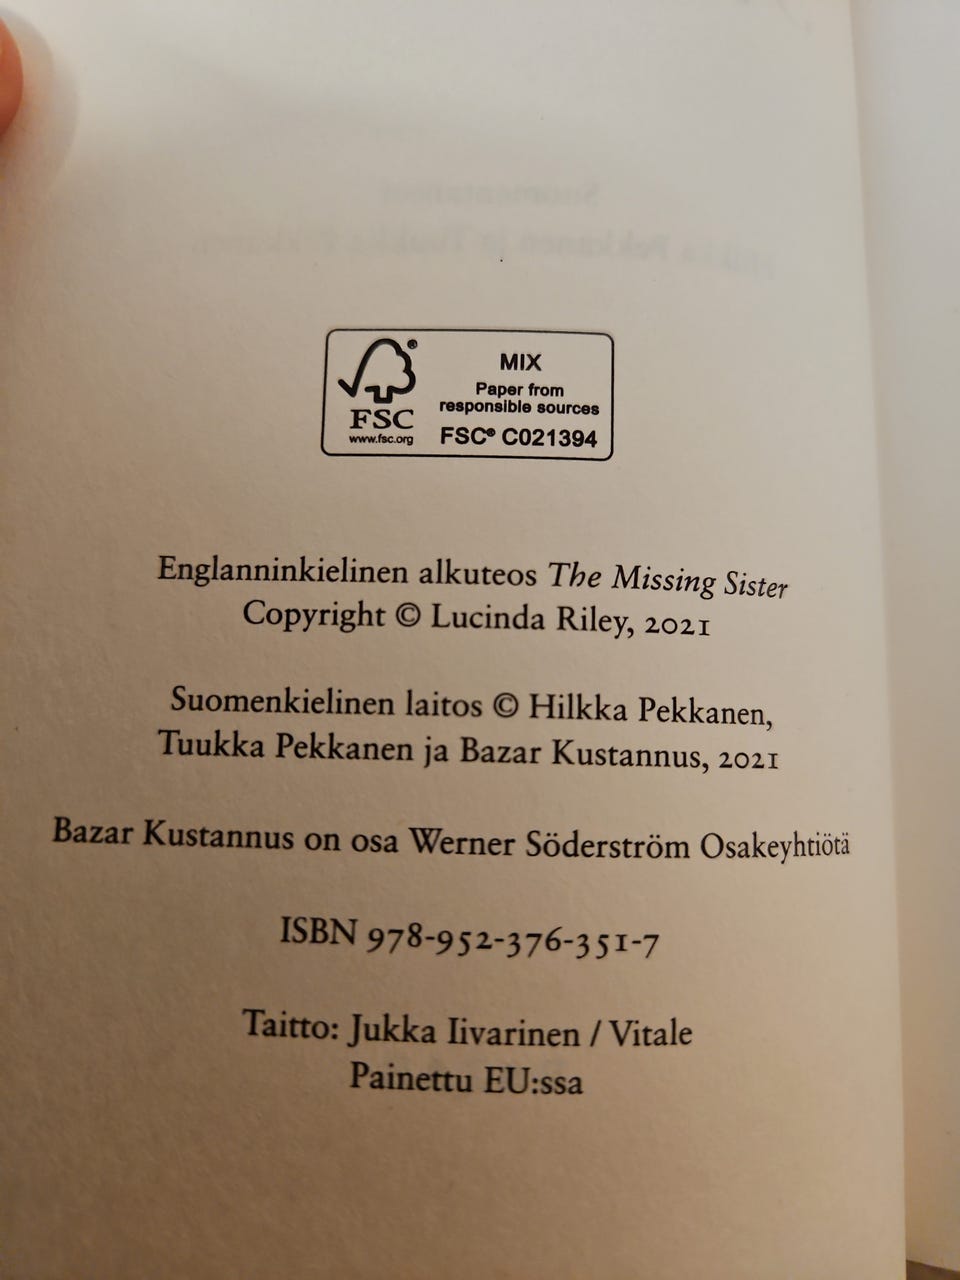 MIX
Paper from
responsible sources
FSC® C021394
®
FSC
www.fsc.org
Englanninkielinen alkuteos The Missing Sister
Copyright © Lucinda Riley, 2021
Suomenkielinen laitos © Hilkka Pekkanen,
Tuukka Pekkanen ja Bazar Kustannus, 2021
Bazar Kustannus on osa Werner Söderström Osakeyhtiötä
ISBN 978-952-376-351-7
Taitto: Jukka Iivarinen / Vitale
Painettu EU:ssa